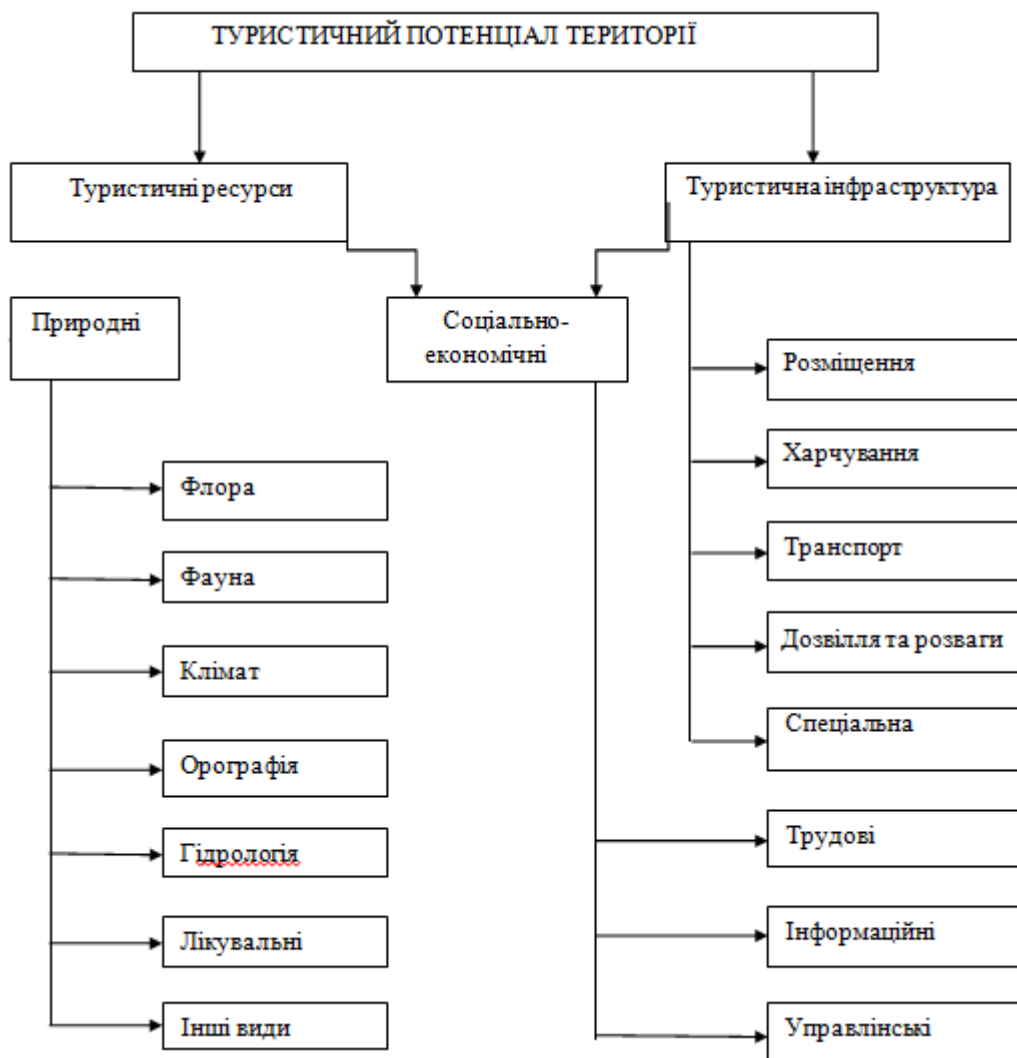 ТУРИСТИЧНИЙ ПОТЕНЦІАЛ ТЕРИТОРІЇ
Туристичні ресурси
Туристична інфраструктура
Природні
Соціально-
економічні
Розміщення
Харчування
Транспорт
Дозвілля та розваги
Спеціальна
Флора
Фауна
Клімат
Орографія
Гідрологія
Лікувальні
Інші види
Трудові
Інформаційні
Управлінські